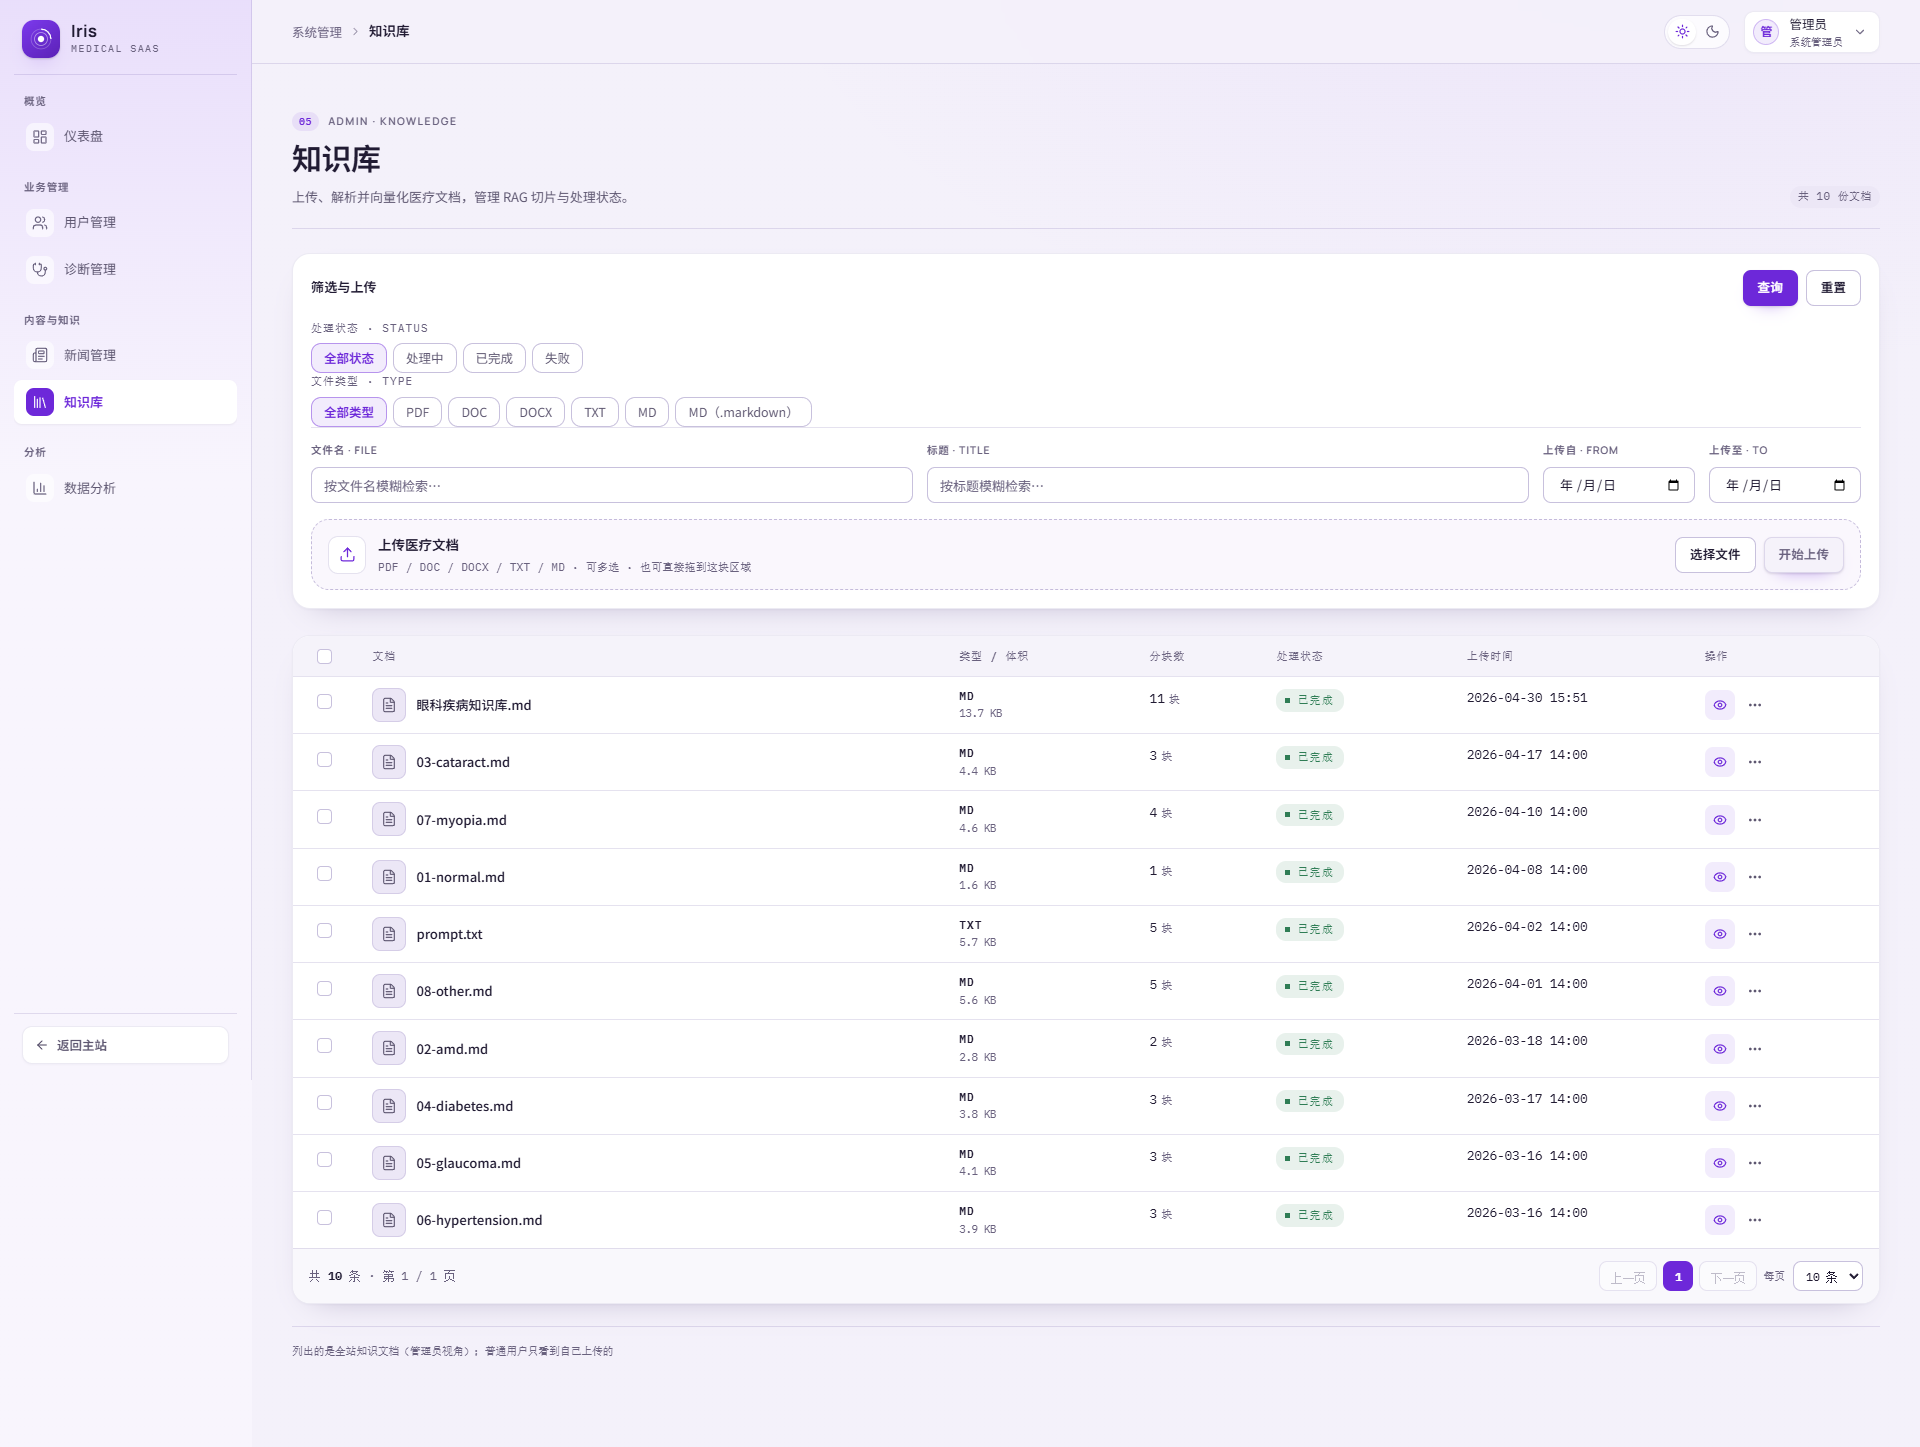 Iris
MEDICAL SAAS
概览
仪表盘
业务管理
用户管理
诊断管理
内容与知识
新闻管理
知识库
分析
数据分析
返回主站
系统管理 > 知识库
管
管理员
系统管理员
05 ADMIN · KNOWLEDGE
知识库
上传、解析并向量化医疗文档，管理 RAG 切片与处理状态。
共 10 份文档
筛选与上传
查询 重置
处理状态 · STATUS
全部状态 处理中 已完成 失败
文件类型 · TYPE
全部类型 PDF DOC DOCX TXT MD MD（.markdown）
文件名 · FILE 标题 · TITLE 上传自 · FROM 上传至 · TO
按文件名模糊检索… 按标题模糊检索… 年 /月/日 年 /月/日
上传医疗文档
PDF / DOC / DOCX / TXT / MD · 可多选 · 也可直接拖到这块区域
选择文件 开始上传
文档 类型 / 体积 分块数 处理状态 上传时间 操作
眼科疾病知识库.md MD 13.7 KB 11 块 已完成 2026-04-30 15:51
03-cataract.md MD 4.4 KB 3 块 已完成 2026-04-17 14:00
07-myopia.md MD 4.6 KB 4 块 已完成 2026-04-10 14:00
01-normal.md MD 1.6 KB 1 块 已完成 2026-04-08 14:00
prompt.txt TXT 5.7 KB 5 块 已完成 2026-04-02 14:00
08-other.md MD 5.6 KB 5 块 已完成 2026-04-01 14:00
02-amd.md MD 2.8 KB 2 块 已完成 2026-03-18 14:00
04-diabetes.md MD 3.8 KB 3 块 已完成 2026-03-17 14:00
05-glaucoma.md MD 4.1 KB 3 块 已完成 2026-03-16 14:00
06-hypertension.md MD 3.9 KB 3 块 已完成 2026-03-16 14:00
共 10 条 · 第 1 / 1 页
上一页 1 下一页 每页 10 条
列出的是全站知识文档（管理员视角）；普通用户只看到自己上传的